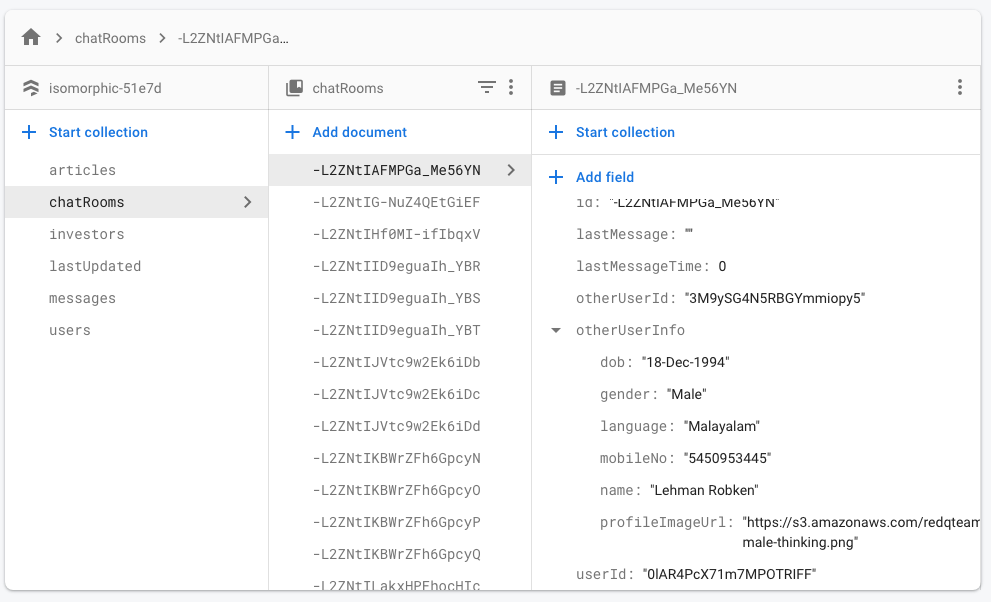 chatRooms
-L2ZNtIAFMPGa…
isomorphic-51e7d
Start collection
articles
chatRooms
investors
lastUpdated
messages
users
chatRooms
Add document
-L2ZNtIAFMPGa_Me56YN
-L2ZNtIG-NuZ4QEtGiEF
-L2ZNtIHf0MI-ifIbqxV
-L2ZNtIID9eguaIh_YBR
-L2ZNtIID9eguaIh_YBS
-L2ZNtIID9eguaIh_YBT
-L2ZNtIJVtc9w2Ek6iDb
-L2ZNtIJVtc9w2Ek6iDc
-L2ZNtIJVtc9w2Ek6iDd
-L2ZNtIKBWrZFh6GpcyN
-L2ZNtIKBWrZFh6GpcyO
-L2ZNtIKBWrZFh6GpcyP
-L2ZNtIKBWrZFh6GpcyQ
-L2ZNtIGPGa_Me56YN
Start collection
Add field
id: "-L2ZNtIAFMPGa_Me56YN"
lastMessage: ""
lastMessageTime: 0
otherUserId: "3M9ySG4N5RBGYmmiopy5"
otherUserInfo
dob: "18-Dec-1994"
gender: "Male"
language: "Malayalam"
mobileNo: "5450953445"
name: "Lehman Robken"
profileImageUrl: "https://s3.amazonaws.com/redqteam
male-thinking.png"
userId: "0lAR4PcX71m7MPOTRIFF"